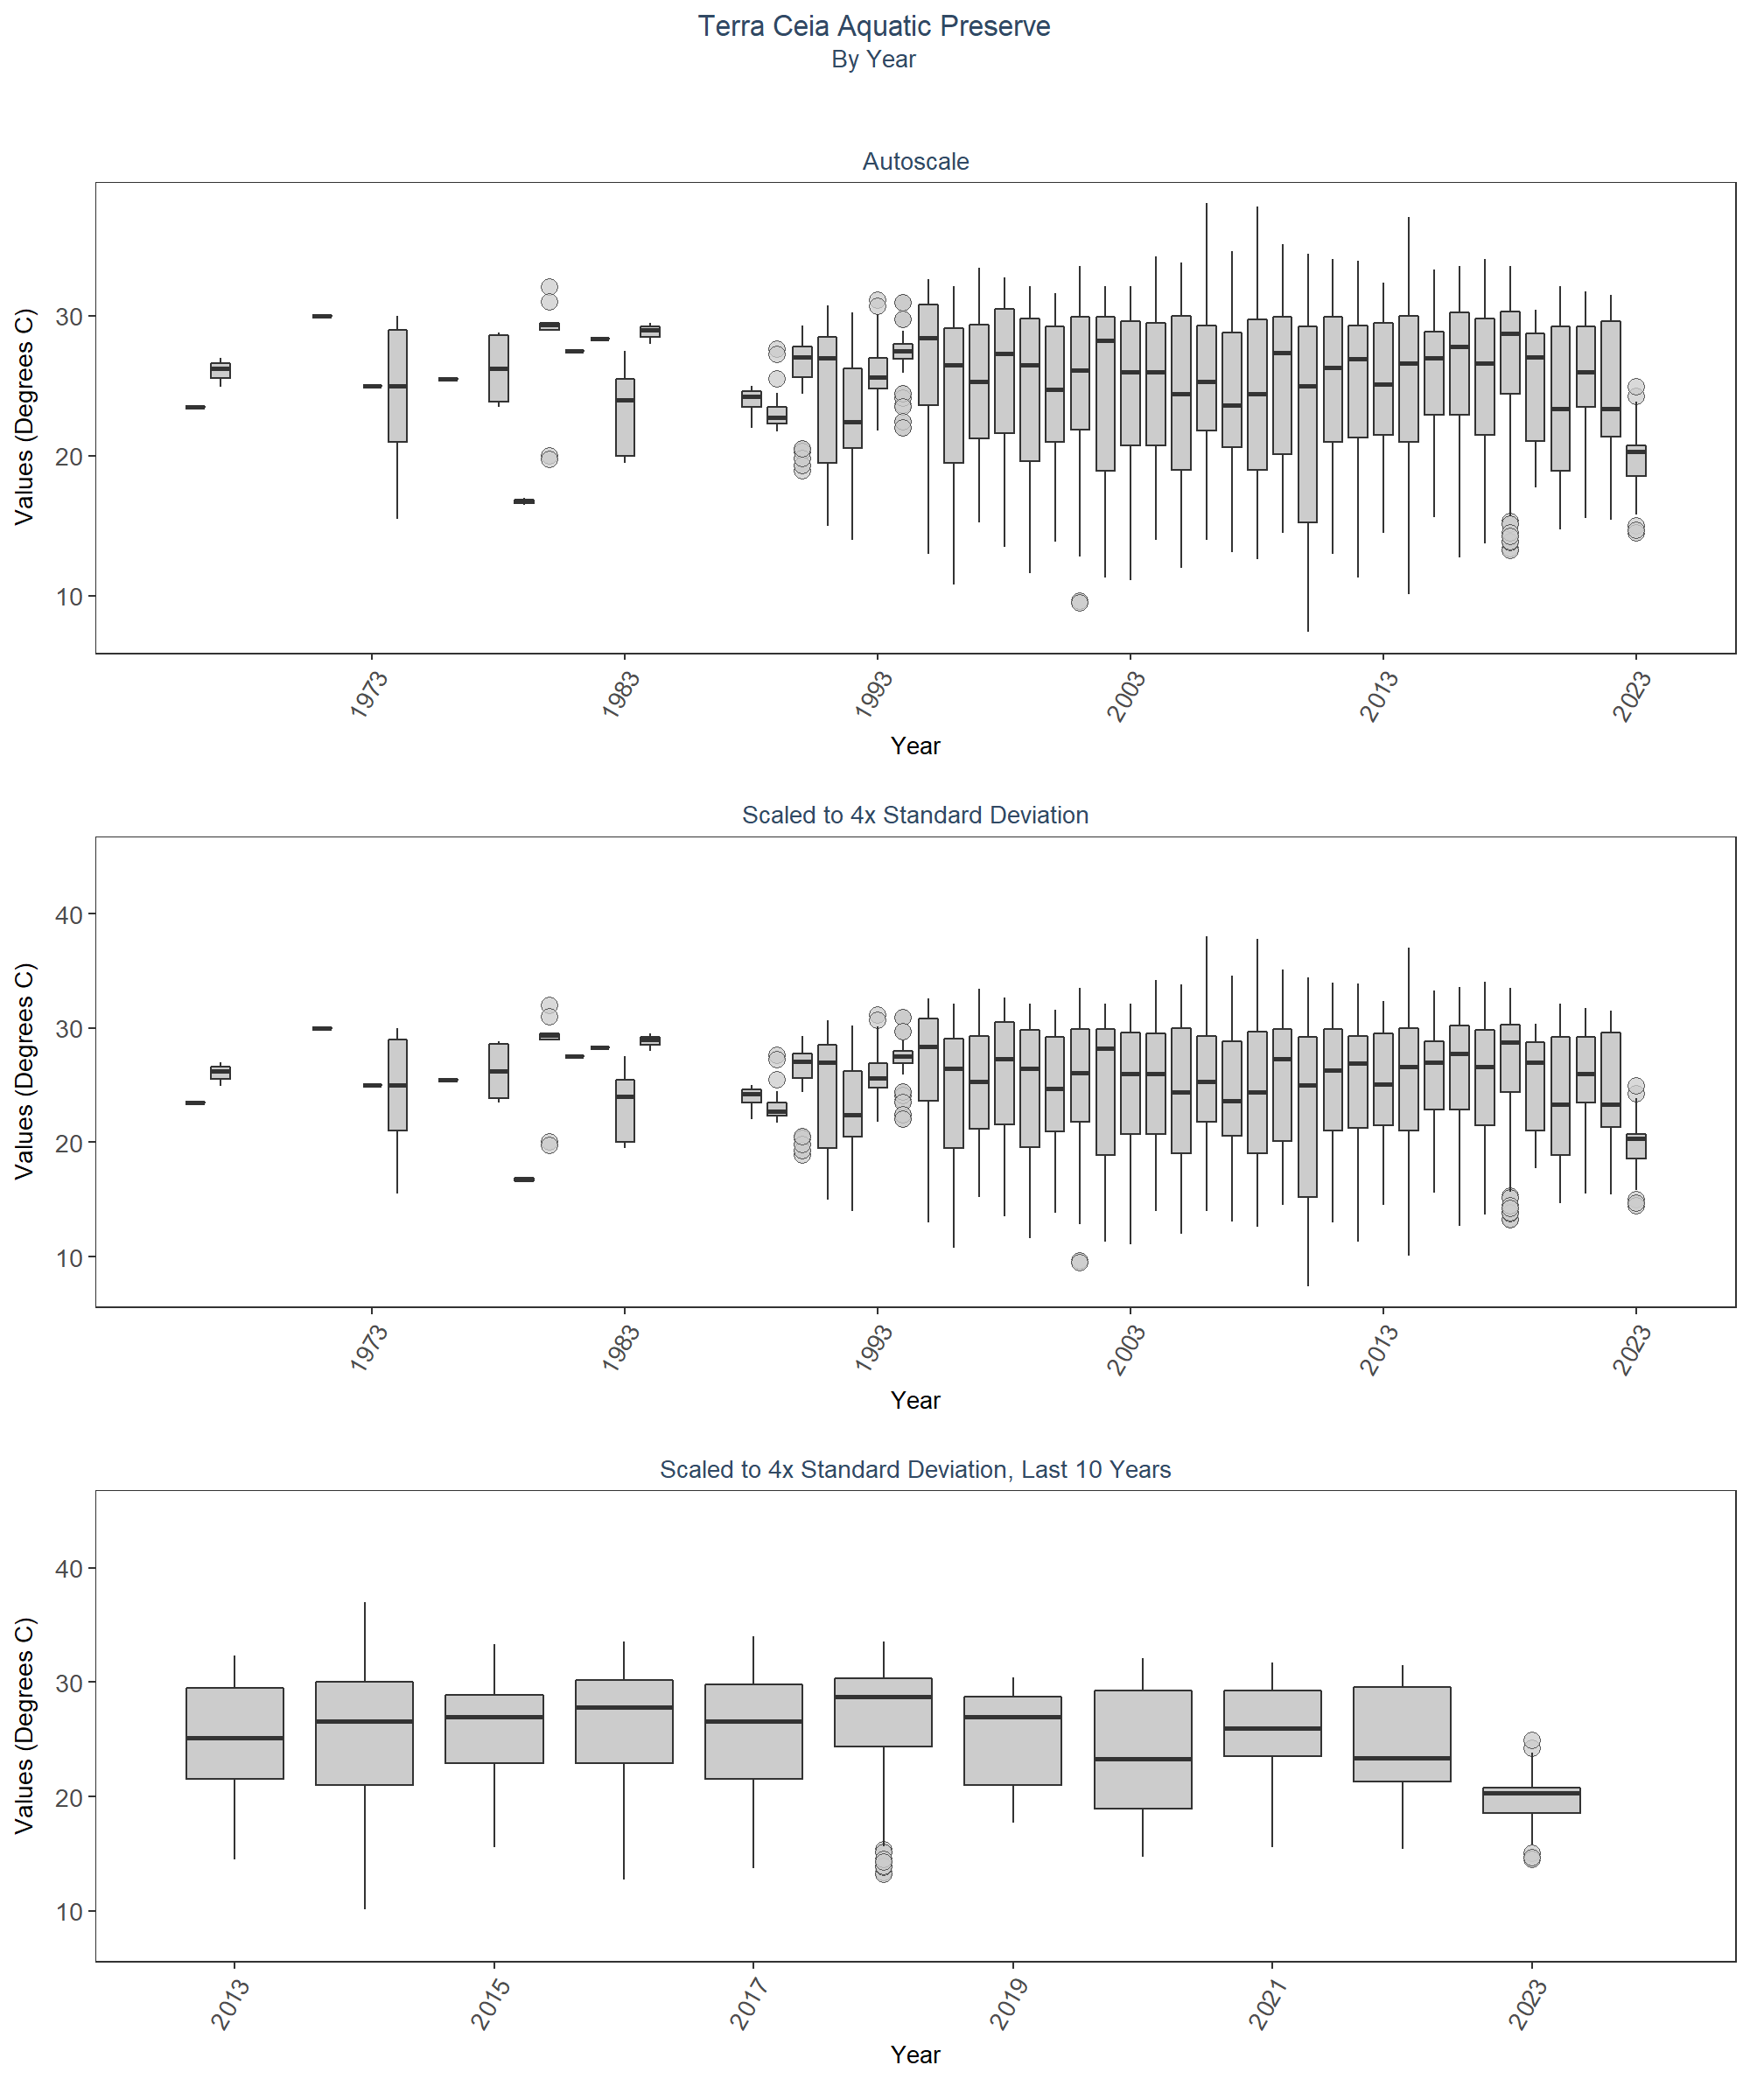 Terra Ceia Aquatic Preserve
By Year
Autoscale
Values (Degrees C)
30
20
10
1973
1983
1993
2003
2013
2023
Year
Scaled to 4x Standard Deviation
Values (Degrees C)
40
30
20
10
1973
1983
1993
2003
2013
2023
Year
Scaled to 4x Standard Deviation, Last 10 Years
Values (Degrees C)
40
30
20
10
2013
2015
2017
2019
2021
2023
Year